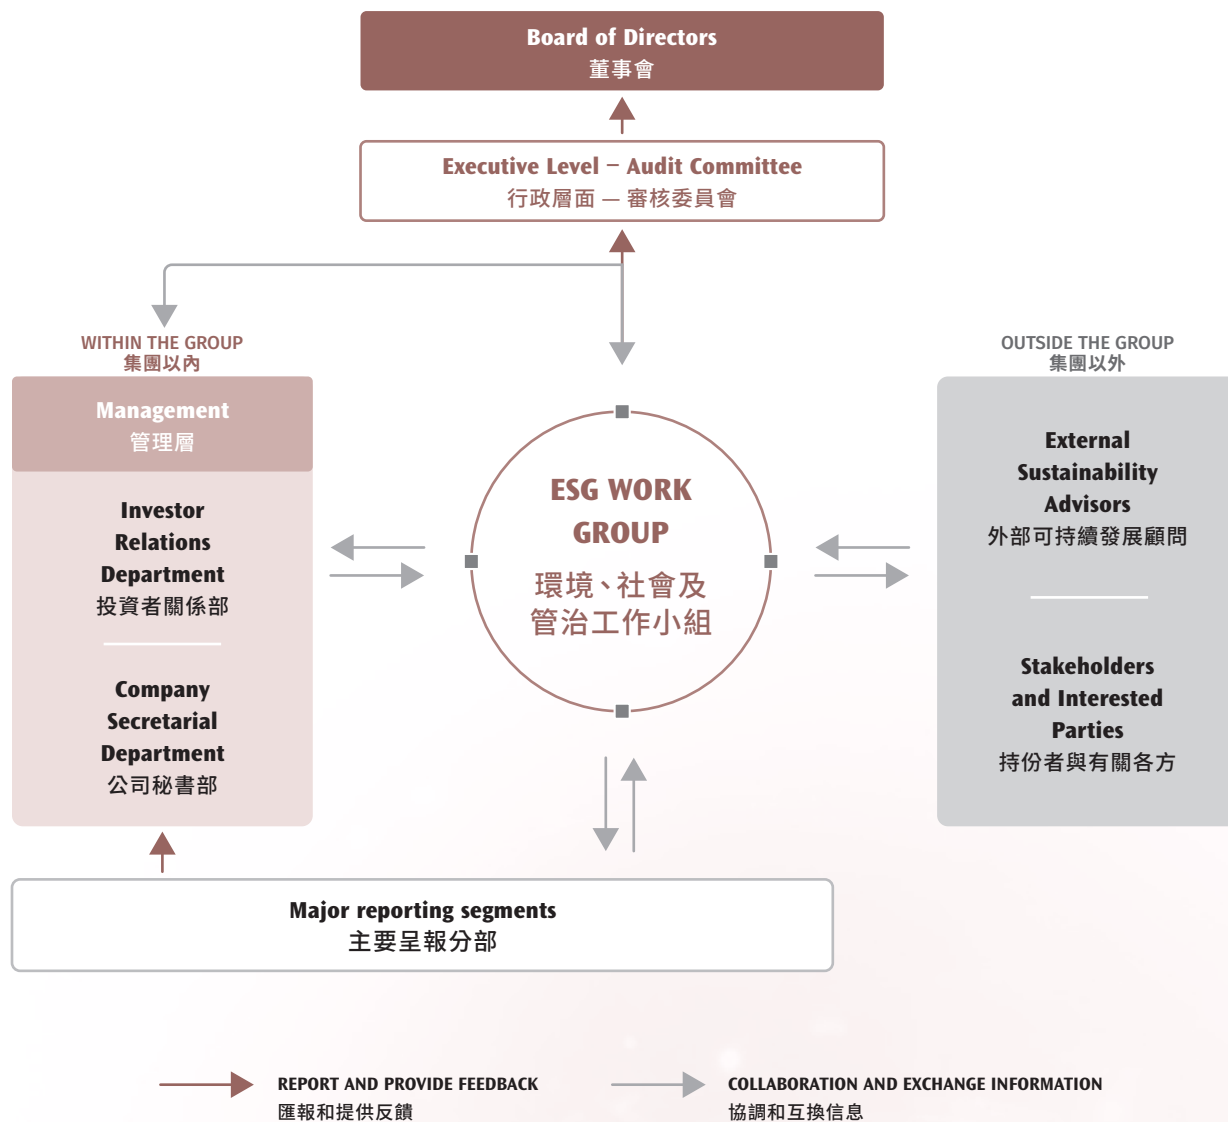 Board of Directors
董事會
Executive Level – Audit Committee
行政層面 — 審核委員會
WITHIN THE GROUP
集團以內
Management
管理層
Investor
Relations
Department
投資者關係部
Company
Secretarial
Department
公司秘書部
ESG WORK
GROUP
環境、社會及
管治工作小組
OUTSIDE THE GROUP
集團以外
External
Sustainability
Advisors
外部可持續發展顧問
Stakeholders
and Interested
Parties
持份者與有關各方
Major reporting segments
主要呈報分部
REPORT AND PROVIDE FEEDBACK
匯報和提供反饋
COLLABORATION AND EXCHANGE INFORMATION
協調和互換信息